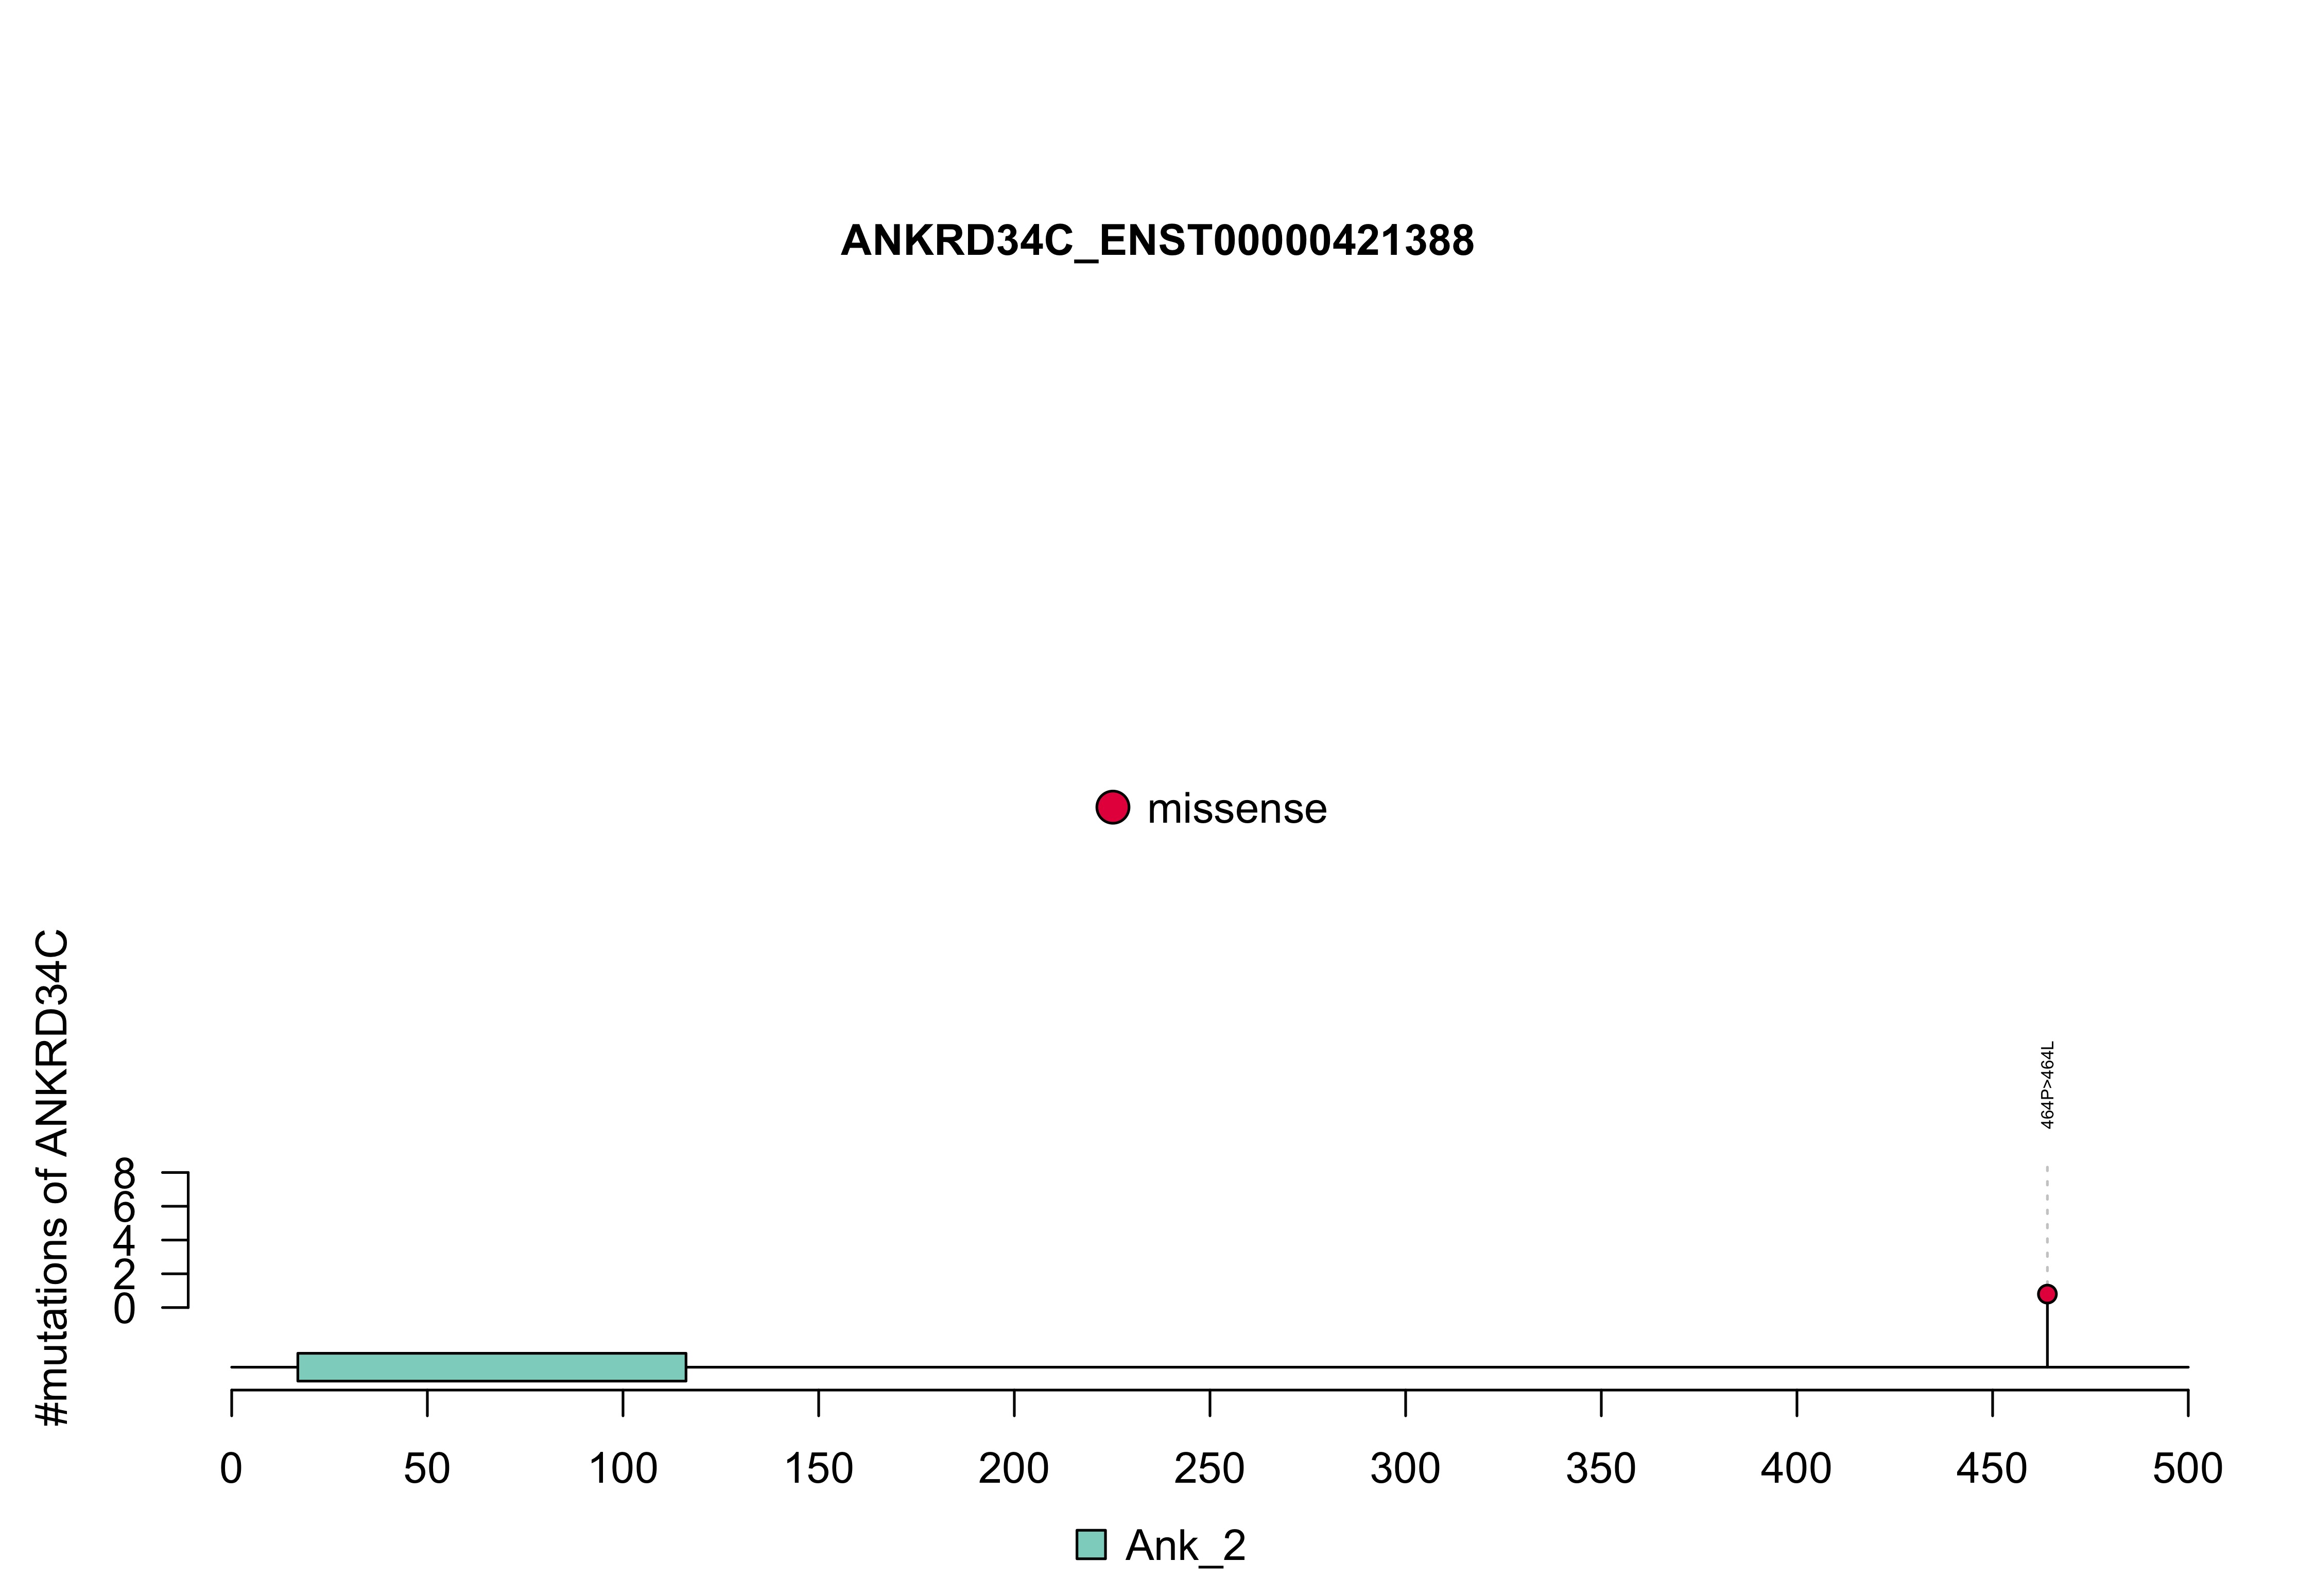 ANKRD34C_ENST00000421388
missense
#mutations of ANKRD34C
464P>464L
8
6
4
2
0
0 50 100 150 200 250 300 350 400 450 500
Ank_2